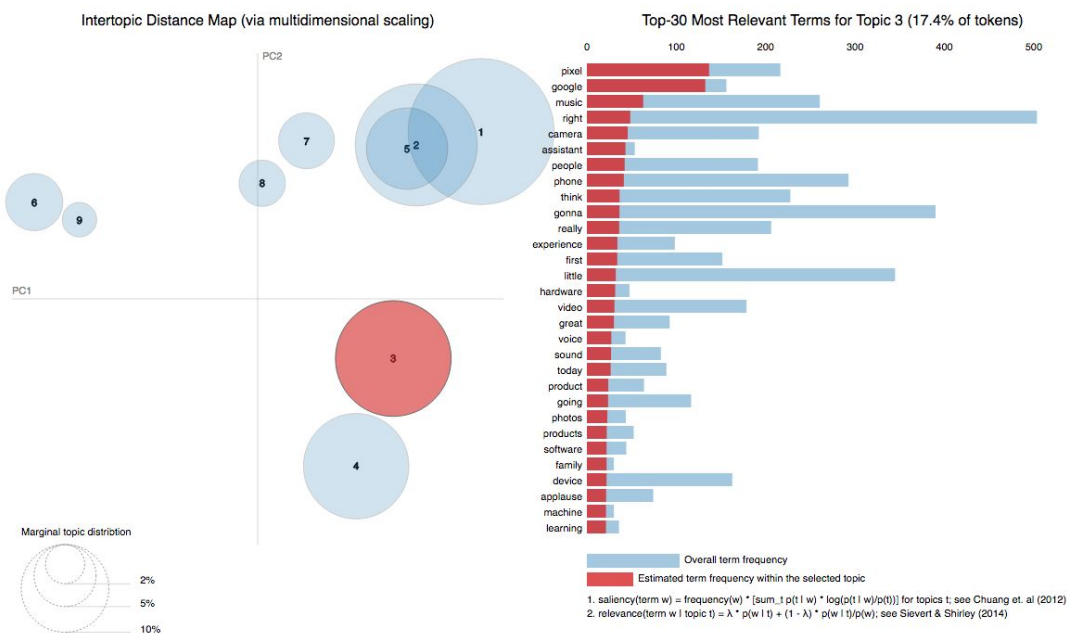 Intertopic Distance Map (via multidimensional scaling)
PC2
PC1
1
2
5
7
8
6
9
3
4
Marginal topic distribtion
2%
5%
10%
Top-30 Most Relevant Terms for Topic 3 (17.4% of tokens)
0 100 200 300 400 500
pixel
google
music
right
camera
assistant
people
phone
think
gonna
really
experience
first
little
hardware
video
great
voice
sound
today
product
going
photos
products
software
family
device
applause
machine
learning
Overall term frequency
Estimated term frequency within the selected topic
1. saliency(term w) = frequency(w) * [sum_t p(t | w) * log(p(t | w)/p(t))] for topics t; see Chuang et. al (2012)
2. relevance(term w | topic t) = λ * p(w | t) + (1 - λ) * p(w | t)/p(w); see Sievert & Shirley (2014)